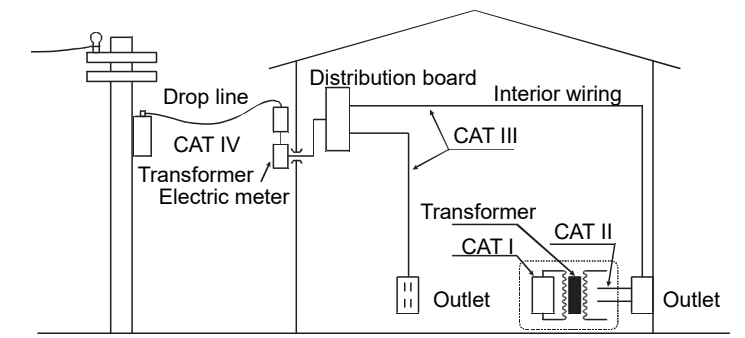 Distribution board
Drop line
Interior wiring
CAT IV
CAT III
Transformer
Electric meter
Transformer
CAT II
CAT I
Outlet
Outlet